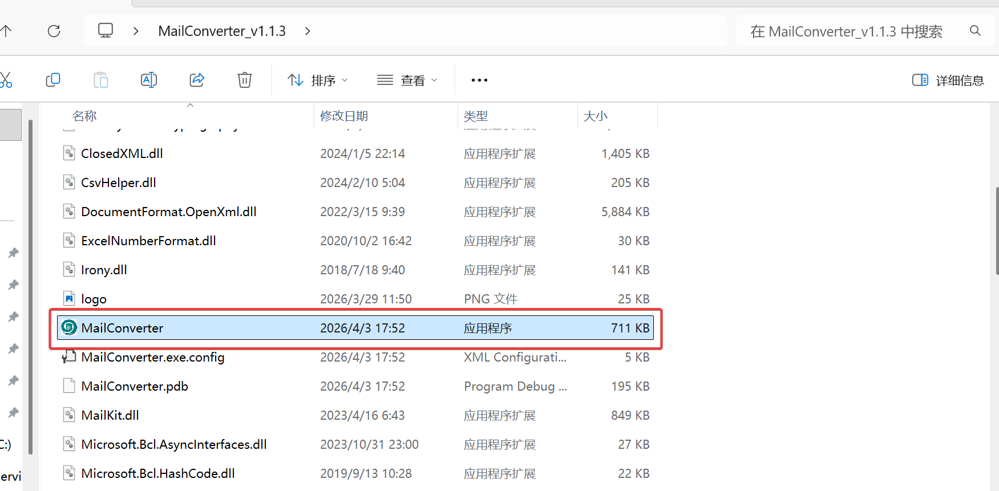 MailConverter_v1.1.3
在 MailConverter_v1.1.3 中搜索
排序
查看
详细信息
名称 修改日期 类型 大小
ClosedXML.dll 2024/1/5 22:14 应用程序扩展 1,405 KB
CsvHelper.dll 2024/2/10 5:04 应用程序扩展 205 KB
DocumentFormat.OpenXml.dll 2022/3/15 9:39 应用程序扩展 5,884 KB
ExcelNumberFormat.dll 2020/10/2 16:42 应用程序扩展 30 KB
Irony.dll 2018/7/18 9:40 应用程序扩展 141 KB
logo 2026/3/29 11:50 PNG 文件 25 KB
MailConverter 2026/4/3 17:52 应用程序 711 KB
MailConverter.exe.config 2026/4/3 17:52 XML Configurati... 5 KB
MailConverter.pdb 2026/4/3 17:52 Program Debug ... 195 KB
MailKit.dll 2023/4/16 6:43 应用程序扩展 849 KB
Microsoft.Bcl.AsyncInterfaces.dll 2023/10/31 23:00 应用程序扩展 27 KB
Microsoft.Bcl.HashCode.dll 2019/9/13 10:28 应用程序扩展 22 KB
C:)
ervi